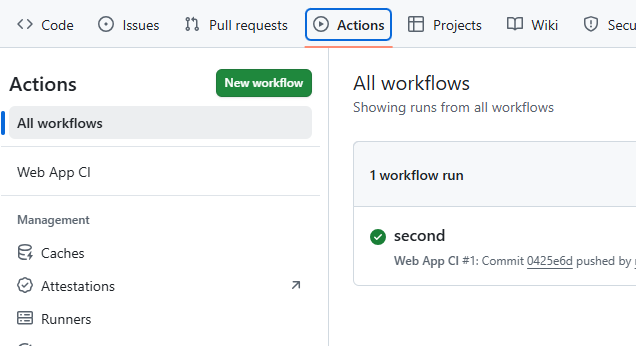 Code Issues Pull requests Actions Projects Wiki Secu
Actions New workflow
All workflows
Web App CI
Management
Caches
Attestations
Runners
All workflows
Showing runs from all workflows
1 workflow run
second
Web App CI #1: Commit 0425e6d pushed by